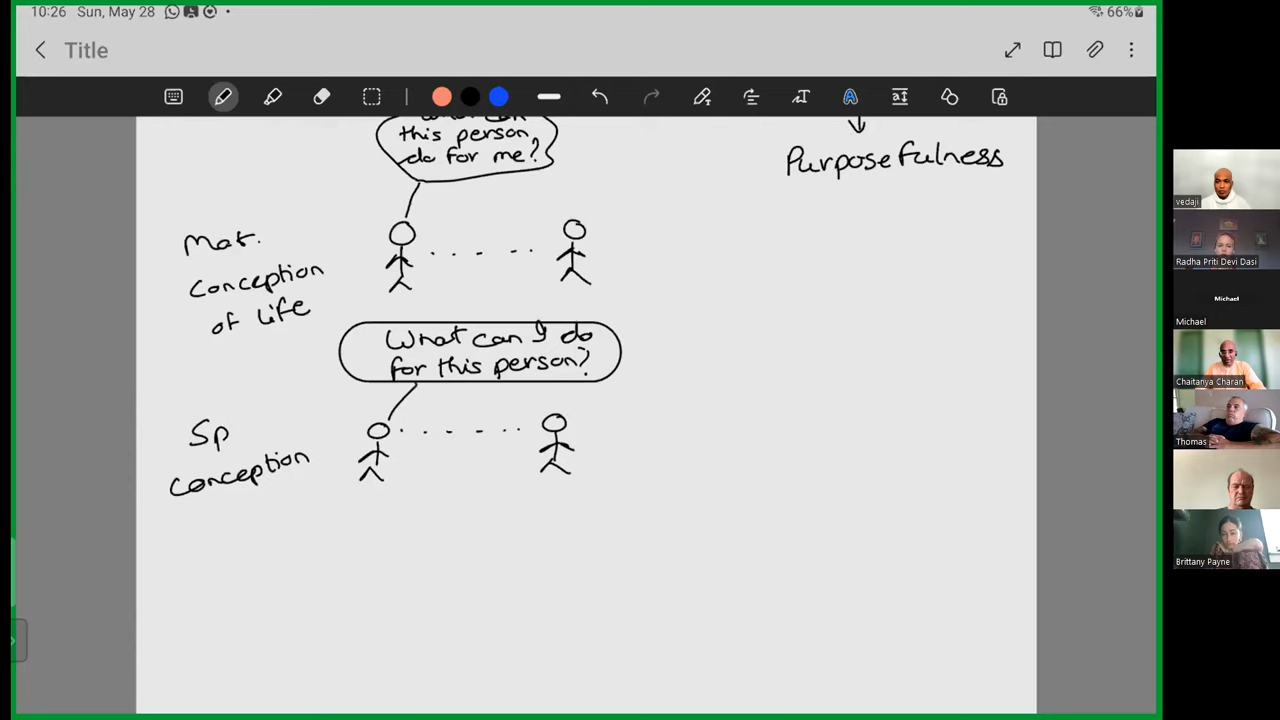 10:26 Sun, May 28
66%
Title
this person
do for me?
Purposefulness
Mat.
conception
of life
What can I do
for this person?
Sp
conception
vedaji
Radha Priti Devi Dasi
Michael
Michael
Chaitanya Charan
Thomas
Brittany Payne